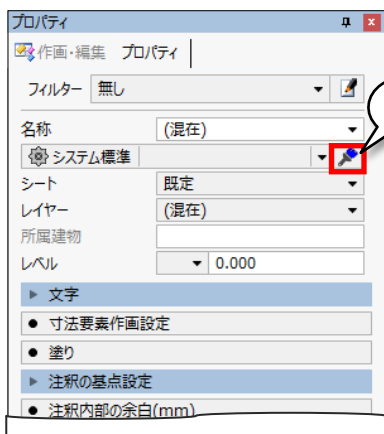 プロパティ
作画・編集 プロパティ
フィルター 無し
名称 (混在)
システム標準
シート 既定
レイヤー (混在)
所属建物
レベル 0.000
▶ 文字
● 寸法要素作画設定
● 塗り
▶ 注釈の基点設定
● 注釈内部の余白(mm)